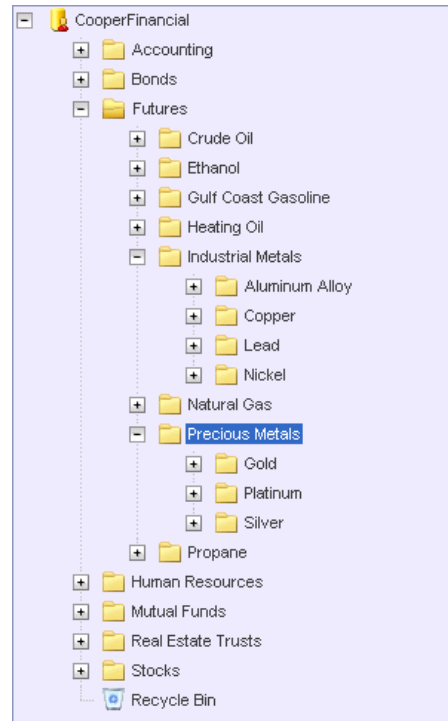 CooperFinancial
Accounting
Bonds
Futures
Crude Oil
Ethanol
Gulf Coast Gasoline
Heating Oil
Industrial Metals
Aluminum Alloy
Copper
Lead
Nickel
Natural Gas
Precious Metals
Gold
Platinum
Silver
Propane
Human Resources
Mutual Funds
Real Estate Trusts
Stocks
Recycle Bin